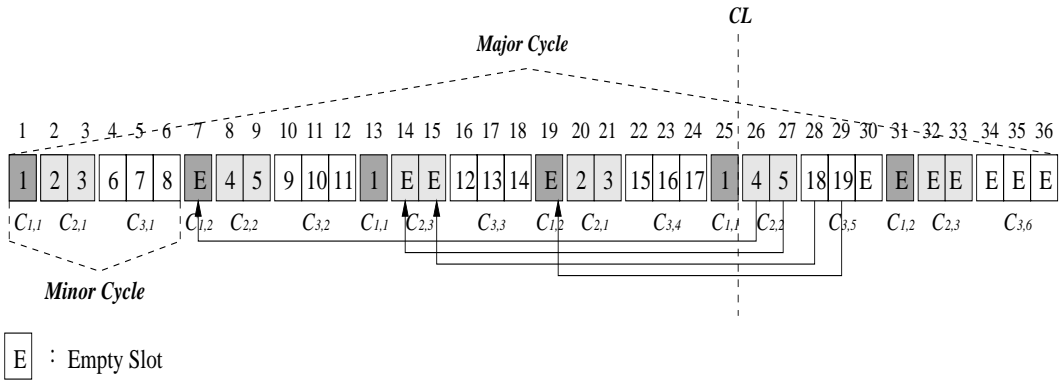 CL
Major Cycle
1 2 3 4 5 6 7 8 9 10 11 12 13 14 15 16 17 18 19 20 21 22 23 24 25 26 27 28 29 30 31 32 33 34 35 36
1 2 3 6 7 8 E 4 5 9 10 11 1 E E 12 13 14 E 2 3 15 16 17 1 4 5 18 19 E E E E E E E
C1,1 C2,1 C3,1 C1,2 C2,2 C3,2 C1,1 C2,3 C3,3 C1,2 C2,1 C3,4 C1,1 C2,2 C3,5 C1,2 C2,3 C3,6
Minor Cycle
E : Empty Slot